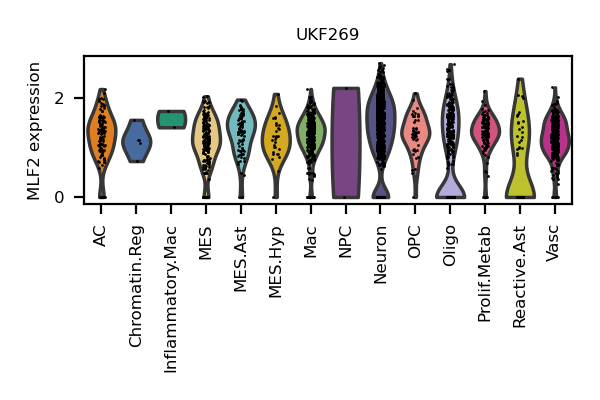 UKF269
MLF2 expression
2
0
AC
Chromatin.Reg
Inflammatory.Mac
MES
MES.Ast
MES.Hyp
Mac
NPC
Neuron
OPC
Oligo
Prolif.Metab
Reactive.Ast
Vasc